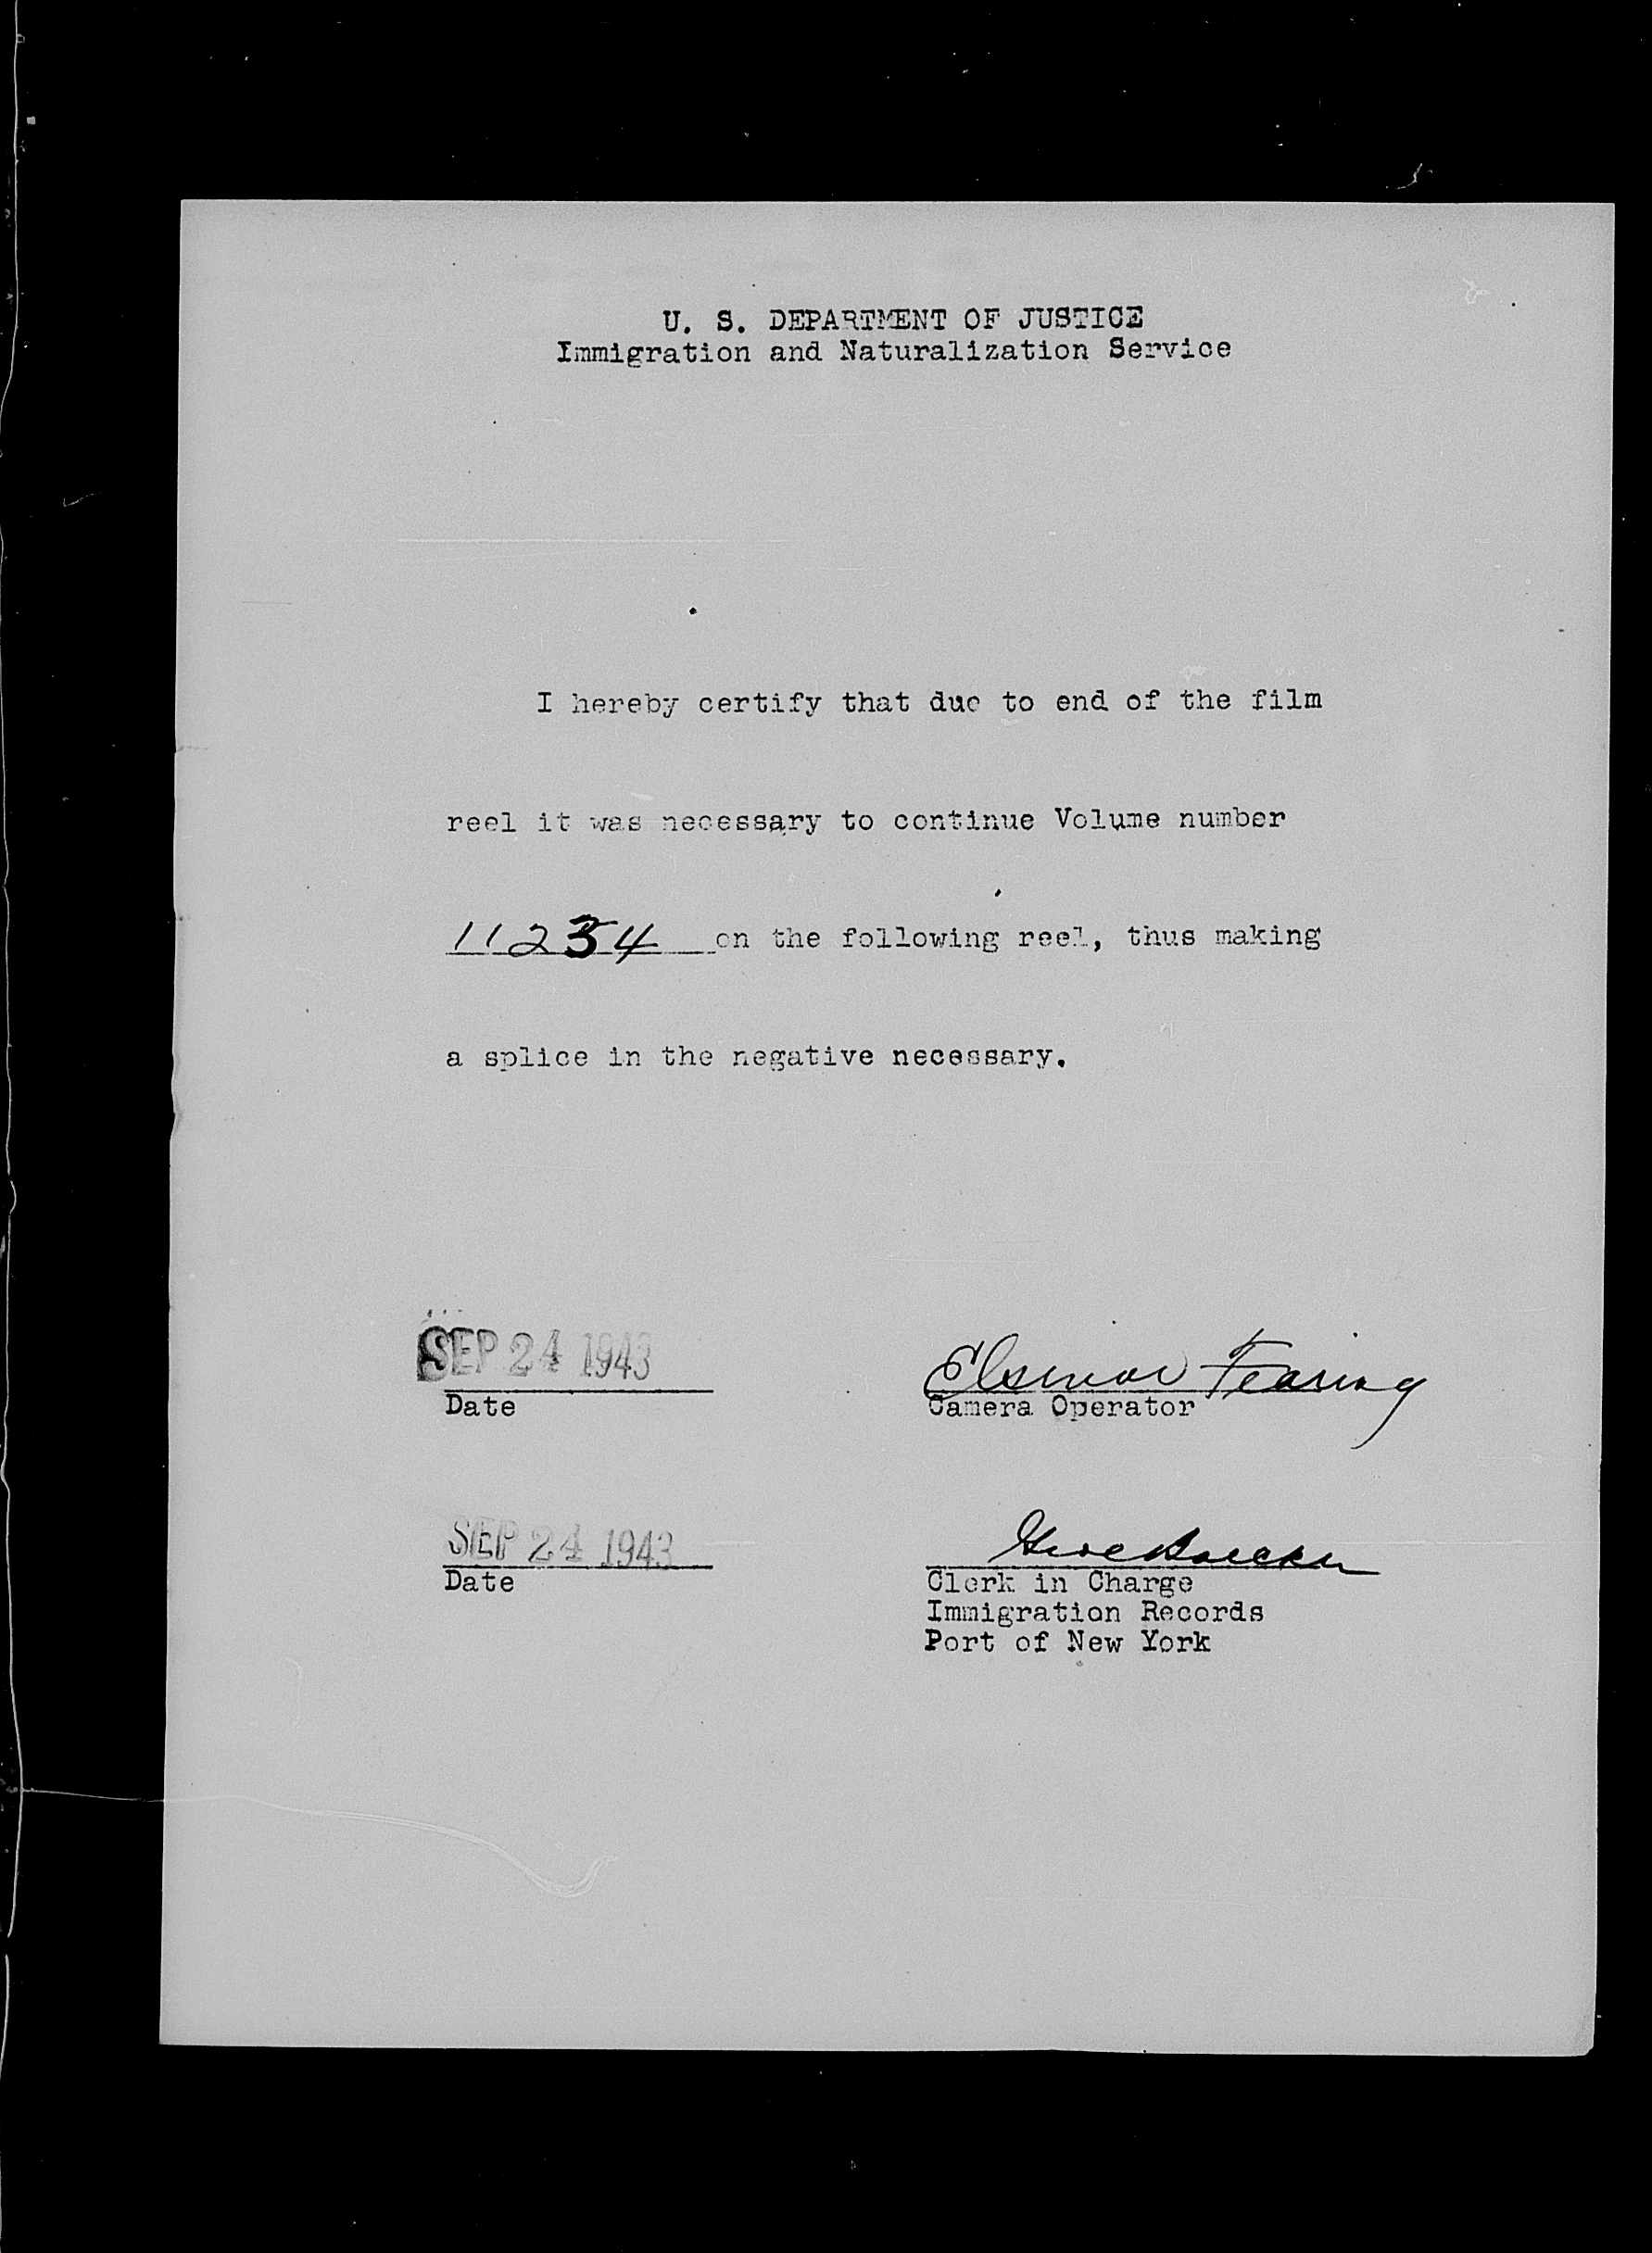 U. S. DEPARTMENT OF JUSTICE
Immigration and Naturalization Service
I hereby certify that due to end of the film
reel it was necessary to continue Volume number
11234 on the following reel, thus making
a splice in the negative necessary.
SEP 24 1943
Date
Eleanor Fearing
Camera Operator
SEP 24 1943
Date
Clerk in Charge
Immigration Records
Port of New York